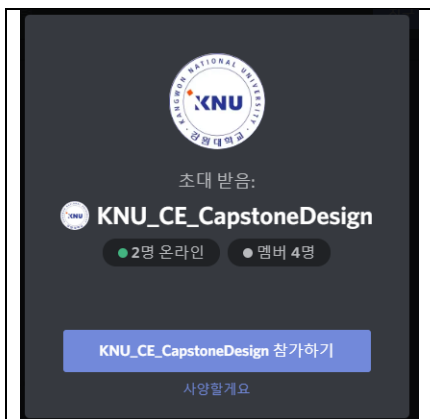 KANGWON NATIONAL UNIVERSITY
KNU
강원대학교
초대 받음:
KNU KNU_CE_CapstoneDesign
2명 온라인 멤버 4명
KNU_CE_CapstoneDesign 참가하기
사양할게요